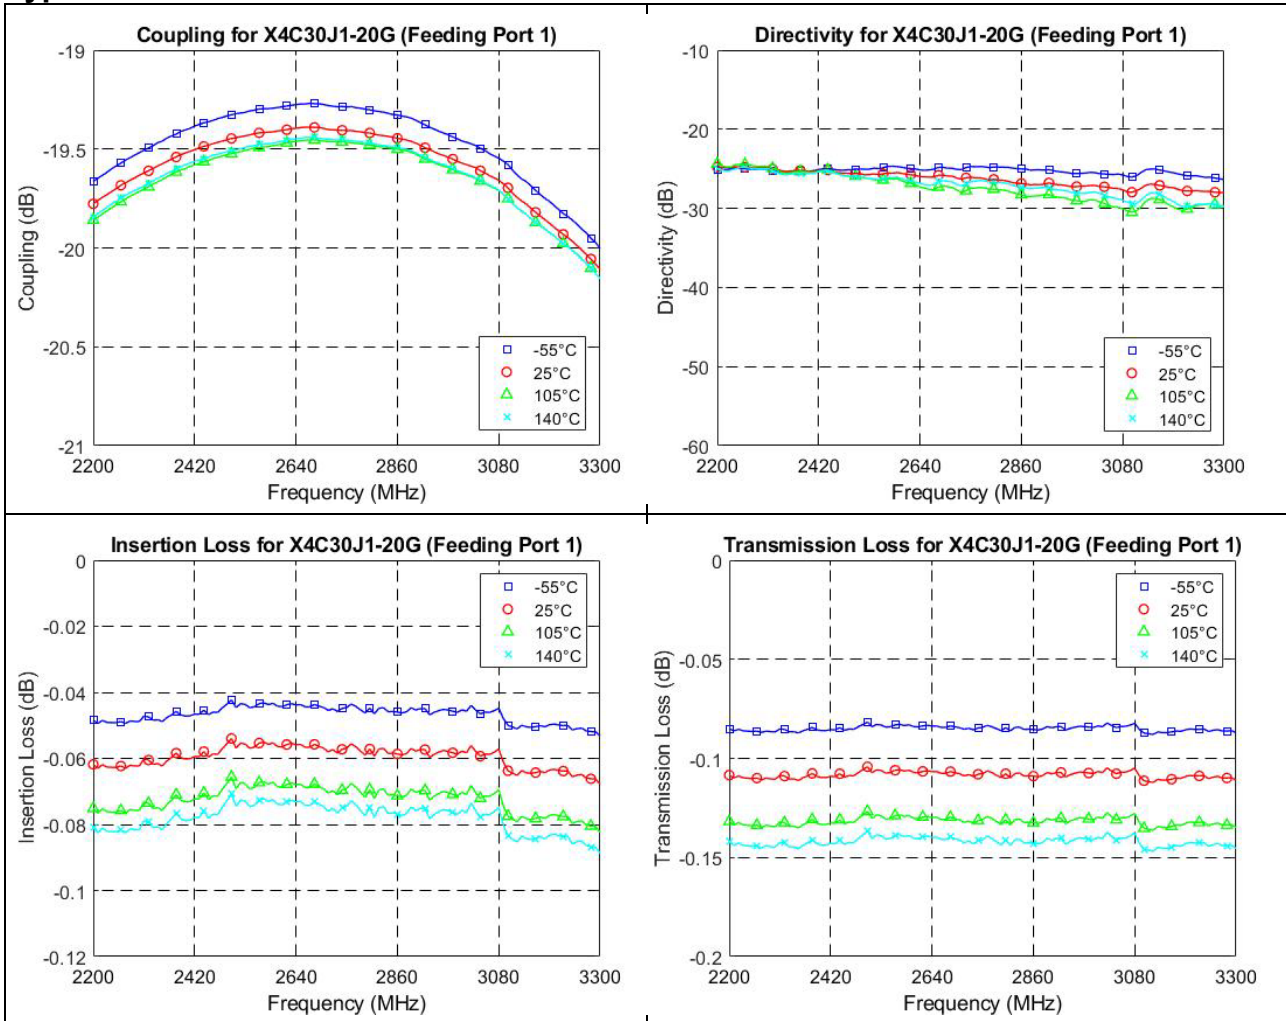 Coupling for X4C30J1-20G (Feeding Port 1)
-19
-19.5
-20
-20.5
-21
Coupling (dB)
-55°C
25°C
105°C
140°C
2200 2420 2640 2860 3080 3300
Frequency (MHz)
Directivity for X4C30J1-20G (Feeding Port 1)
-10
-20
-30
-40
-50
-60
Directivity (dB)
-55°C
25°C
105°C
140°C
2200 2420 2640 2860 3080 3300
Frequency (MHz)
Insertion Loss for X4C30J1-20G (Feeding Port 1)
0
-0.02
-0.04
-0.06
-0.08
-0.1
-0.12
Insertion Loss (dB)
-55°C
25°C
105°C
140°C
2200 2420 2640 2860 3080 3300
Frequency (MHz)
Transmission Loss for X4C30J1-20G (Feeding Port 1)
0
-0.05
-0.1
-0.15
-0.2
Transmission Loss (dB)
-55°C
25°C
105°C
140°C
2200 2420 2640 2860 3080 3300
Frequency (MHz)